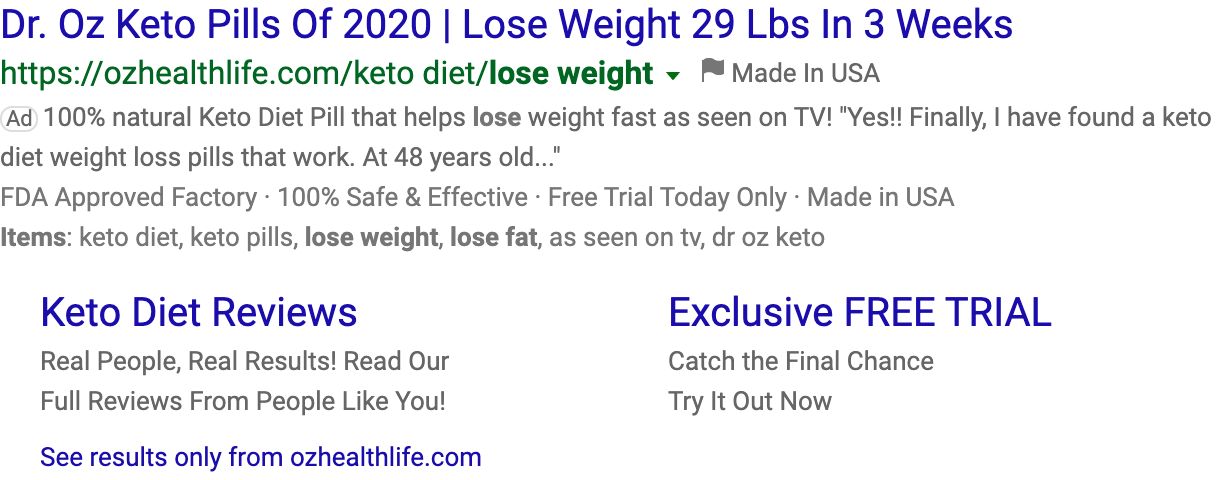 Dr. Oz Keto Pills Of 2020 | Lose Weight 29 Lbs In 3 Weeks
https://ozhealthlife.com/keto diet/lose weight Made In USA
Ad 100% natural Keto Diet Pill that helps lose weight fast as seen on TV! "Yes!! Finally, I have found a keto
diet weight loss pills that work. At 48 years old..."
FDA Approved Factory · 100% Safe & Effective · Free Trial Today Only · Made in USA
Items: keto diet, keto pills, lose weight, lose fat, as seen on tv, dr oz keto
Keto Diet Reviews
Real People, Real Results! Read Our
Full Reviews From People Like You!
Exclusive FREE TRIAL
Catch the Final Chance
Try It Out Now
See results only from ozhealthlife.com